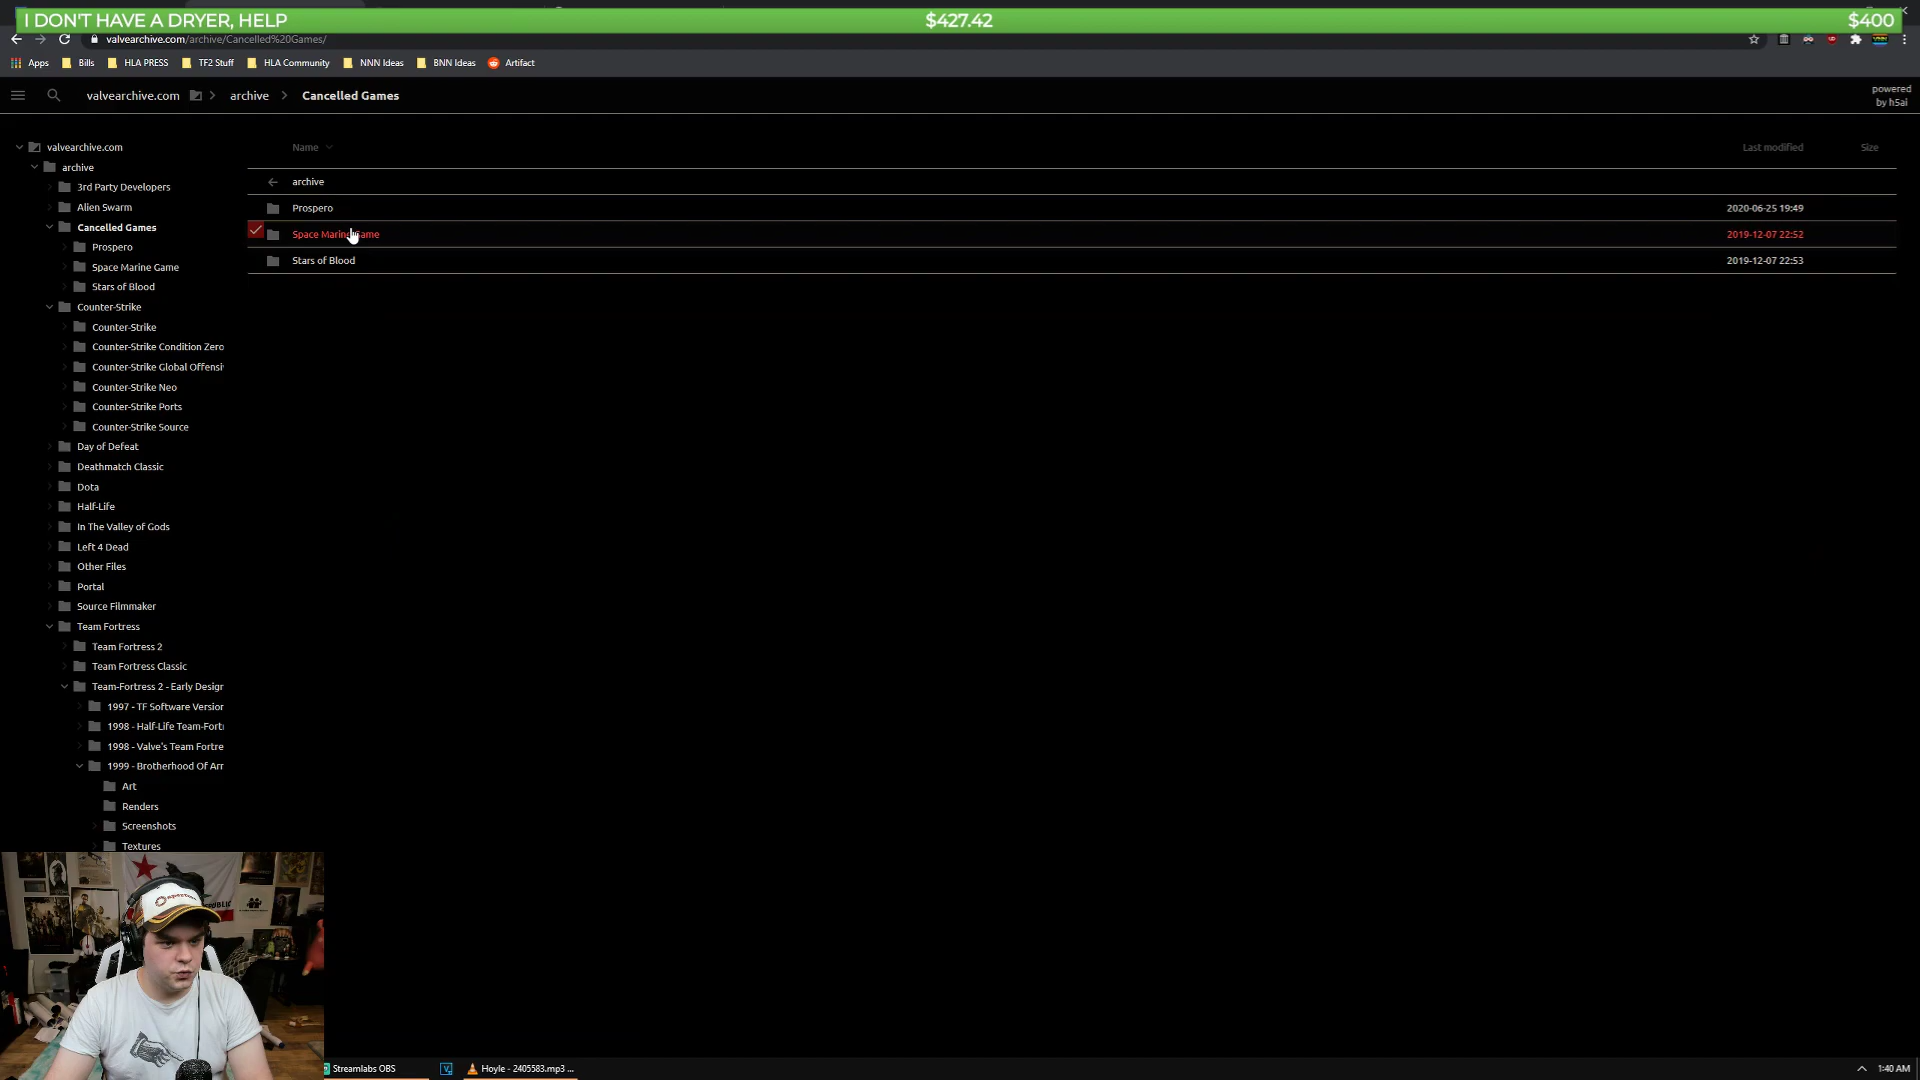 I DON'T HAVE A DRYER, HELP $427.42 $400
valvearchive.com/archive/Cancelled%20Games/
Apps Bills HLA PRESS TF2 Stuff HLA Community NNN Ideas BNN Ideas Artifact
valvearchive.com archive Cancelled Games
powered
by h5ai
Name Last modified Size
archive
Prospero 2020-06-25 19:49
Space Marine Game 2019-12-07 22:52
Stars of Blood 2019-12-07 22:53
valvearchive.com
archive
3rd Party Developers
Alien Swarm
Cancelled Games
Prospero
Space Marine Game
Stars of Blood
Counter-Strike
Counter-Strike
Counter-Strike Condition Zero
Counter-Strike Global Offensi
Counter-Strike Neo
Counter-Strike Ports
Counter-Strike Source
Day of Defeat
Deathmatch Classic
Dota
Half-Life
In The Valley of Gods
Left 4 Dead
Other Files
Portal
Source Filmmaker
Team Fortress
Team Fortress 2
Team Fortress Classic
Team-Fortress 2 - Early Design
1997 - TF Software Version
1998 - Half-Life Team-Fort
1998 - Valve's Team Fortre
1999 - Brotherhood Of Arr
Art
Renders
Screenshots
Textures
Streamlabs OBS
Hoyle - 2405583.mp3 ...
1:40 AM